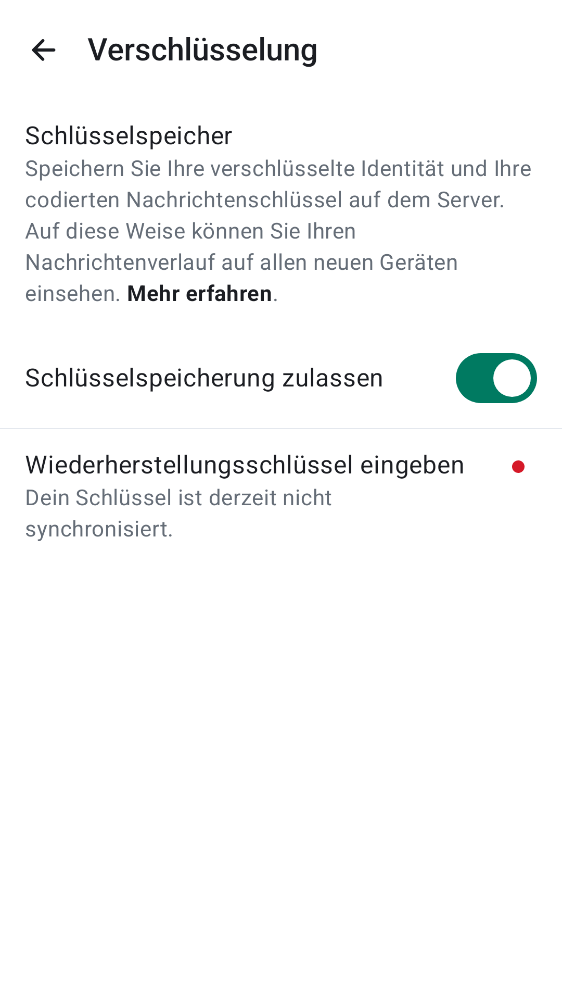 Verschlüsselung
Schlüsselspeicher
Speichern Sie Ihre verschlüsselte Identität und Ihre
codierten Nachrichtenschlüssel auf dem Server.
Auf diese Weise können Sie Ihren
Nachrichtenverlauf auf allen neuen Geräten
einsehen. Mehr erfahren.
Schlüsselspeicherung zulassen
Wiederherstellungsschlüssel eingeben
Dein Schlüssel ist derzeit nicht
synchronisiert.